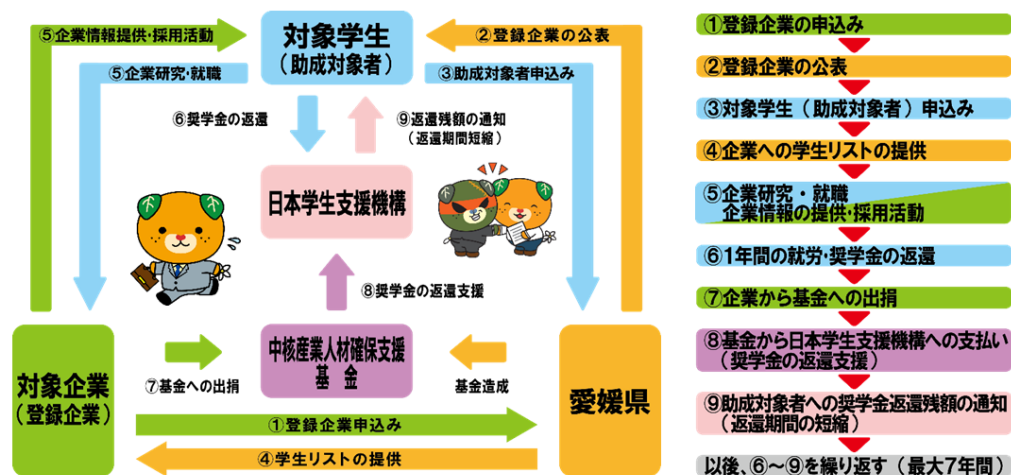 ⑤企業情報提供・採用活動
対象学生
（助成対象者）
②登録企業の公表
⑤企業研究・就職
③助成対象者申込み
⑥奨学金の返還
⑨返還残額の通知
（返還期間短縮）
日本学生支援機構
⑧奨学金の返還支援
対象企業
（登録企業）
⑦基金への出捐
中核産業人材確保支援
基金
基金造成
愛媛県
①登録企業申込み
④学生リストの提供
①登録企業の申込み
②登録企業の公表
③対象学生（助成対象者）申込み
④企業への学生リストの提供
⑤企業研究・就職
企業情報の提供・採用活動
⑥1年間の就労・奨学金の返還
⑦企業から基金への出捐
⑧基金から日本学生支援機構への支払い
（奨学金の返還支援）
⑨助成対象者への奨学金返還残額の通知
（返還期間の短縮）
以後、⑥～⑨を繰り返す（最大7年間）